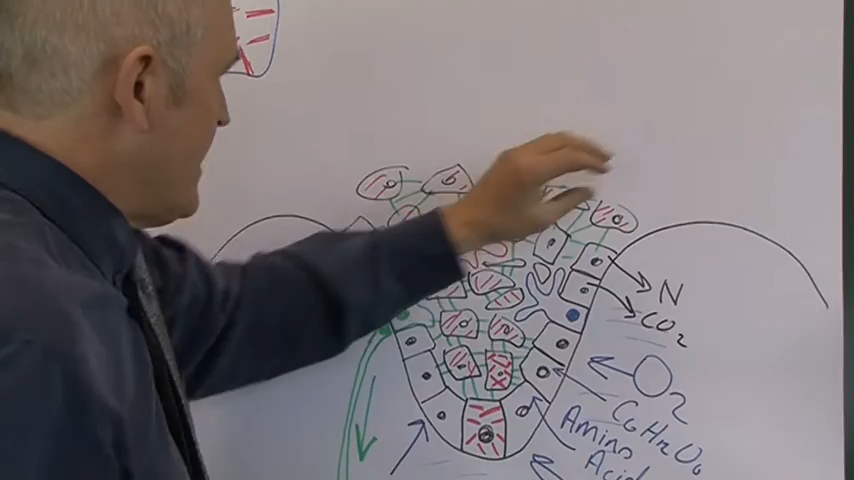 N
CO2
O2
C6H12O6
Amino
Acid